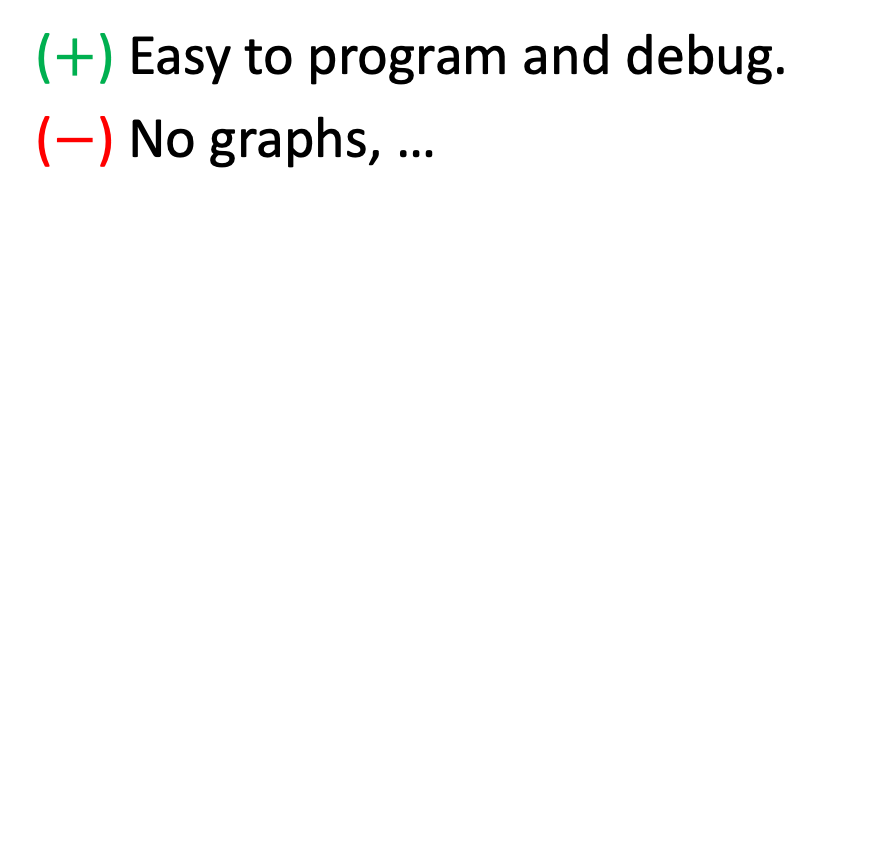 (+) Easy to program and debug.
(−) No graphs, ...